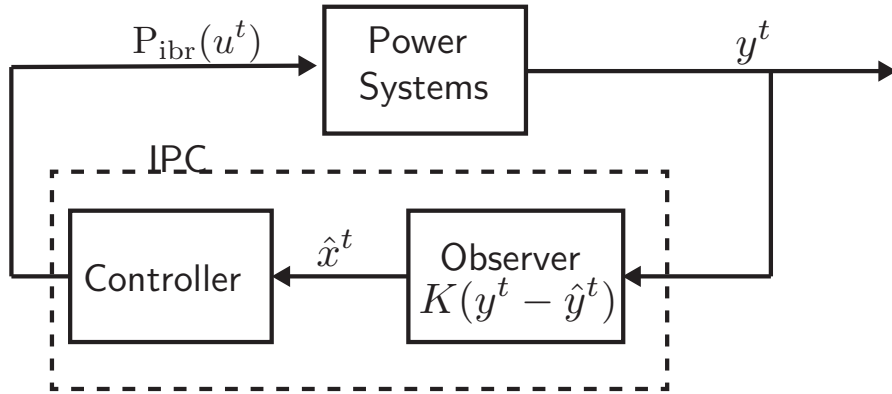 P_ibr(u^t)
Power
Systems
y^t
IPC
Controller
x̂^t
Observer
K(y^t − ŷ^t)